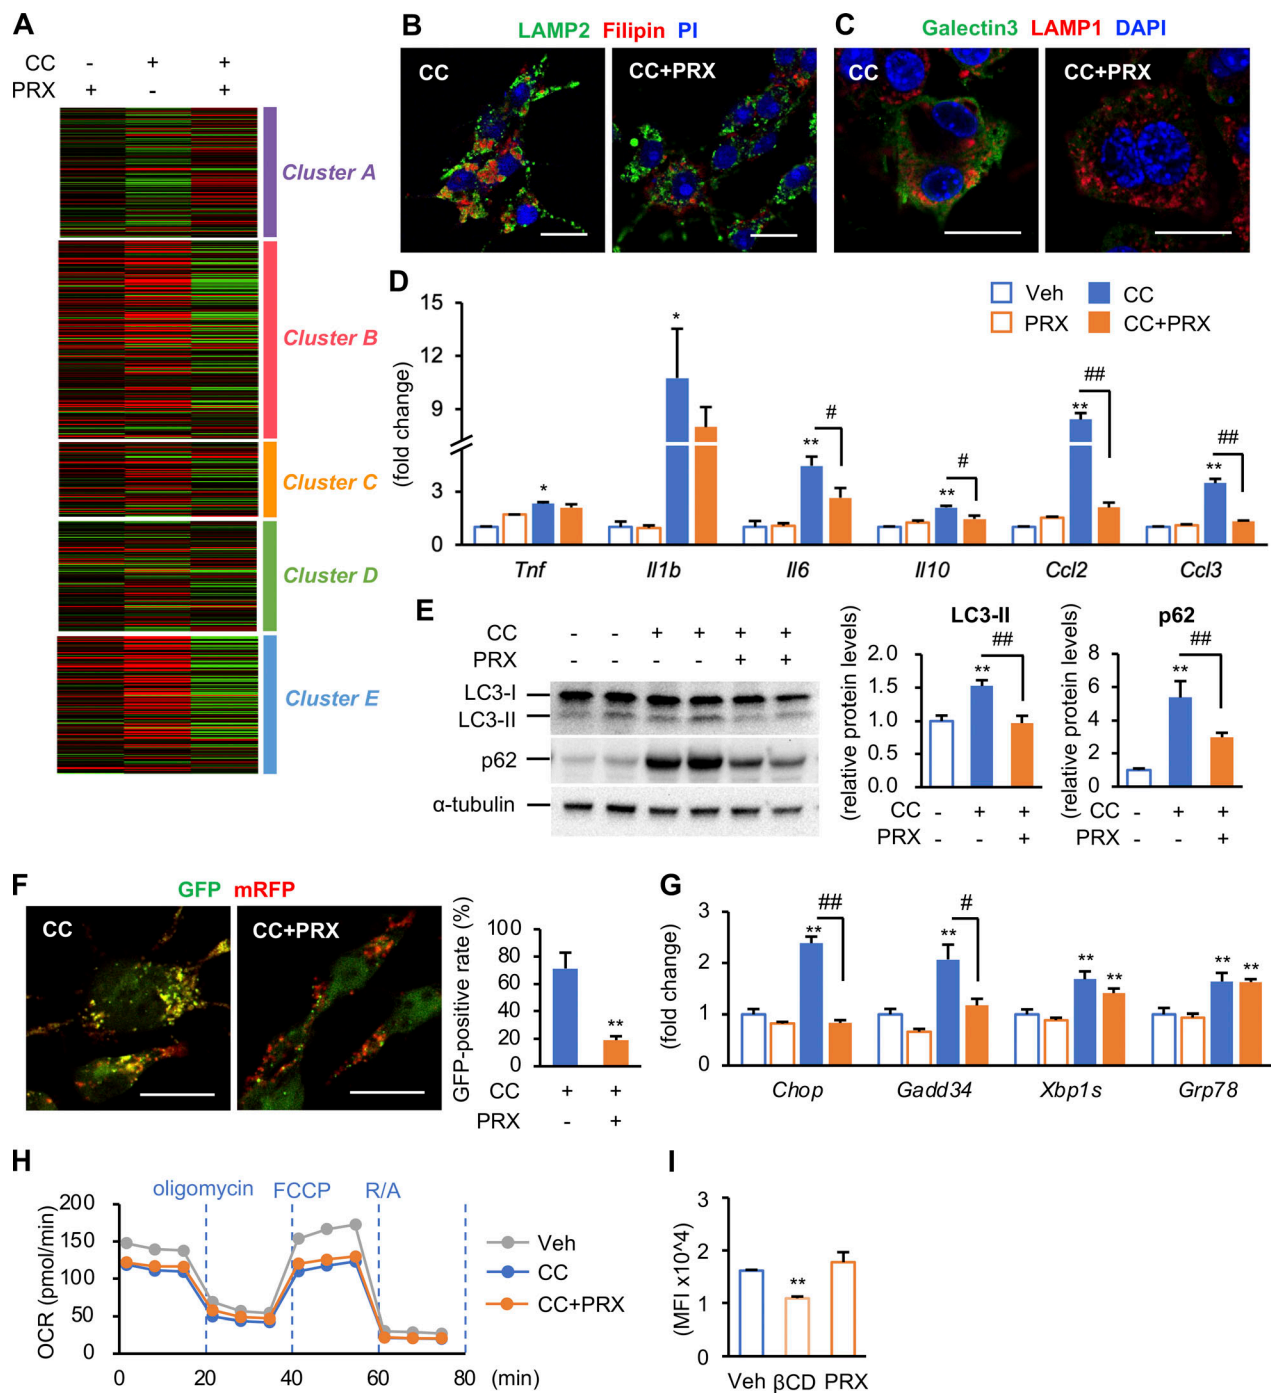 A
CC - + +
PRX + - +
Cluster A
Cluster B
Cluster C
Cluster D
Cluster E
B
LAMP2 Filipin PI
CC
CC+PRX
C
Galectin3 LAMP1 DAPI
CC
CC+PRX
D
Veh
CC
PRX
CC+PRX
(fold change)
15
12
9
3
0
*
*
**
#
**
#
**
##
**
##
Tnf
Il1b
Il6
Il10
Ccl2
Ccl3
E
CC - - + + + +
PRX - - - - + +
LC3-I
LC3-II
p62
α-tubulin
LC3-II
(relative protein levels)
2.0
1.5
1.0
0.5
0.0
**
##
CC - + +
PRX - - +
p62
(relative protein levels)
8
6
4
2
0
**
##
CC - + +
PRX - - +
F
GFP mRFP
CC
CC+PRX
GFP-positive rate (%)
100
80
60
40
20
0
**
CC + +
PRX - +
G
(fold change)
3
2
1
0
**
##
**
#
**
**
**
**
Chop
Gadd34
Xbp1s
Grp78
H
oligomycin
FCCP
R/A
OCR (pmol/min)
200
150
100
50
0
0 20 40 60 80
(min)
Veh
CC
CC+PRX
I
(MFI x10^4)
3
2
1
0
**
Veh βCD PRX